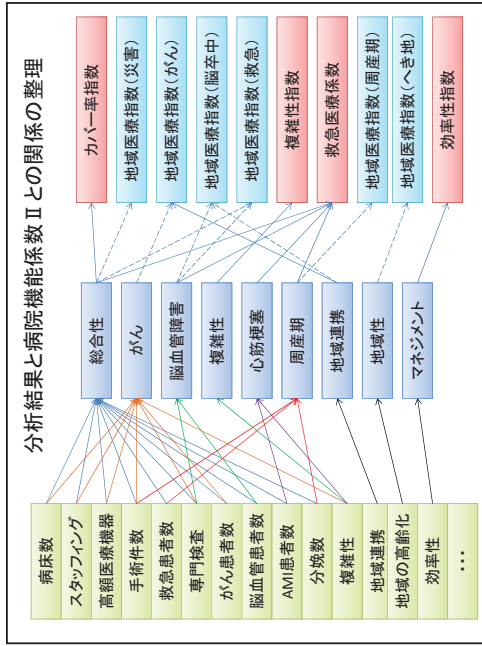 分析結果と病院機能係数Ⅱとの関係の整理
病床数
スタッフィング
高額医療機器
手術件数
救急患者数
専門検査
がん患者数
脳血管患者数
AMI患者数
分娩数
複雑性
地域連携
地域の高齢化
効率性
・・・
総合性
がん
脳血管障害
複雑性
心筋梗塞
周産期
地域連携
地域性
マネジメント
カバー率指数
地域医療指数(災害)
地域医療指数(がん)
地域医療指数(脳卒中)
地域医療指数(救急)
複雑性指数
救急医療係数
地域医療指数(周産期)
地域医療指数(へき地)
効率性指数